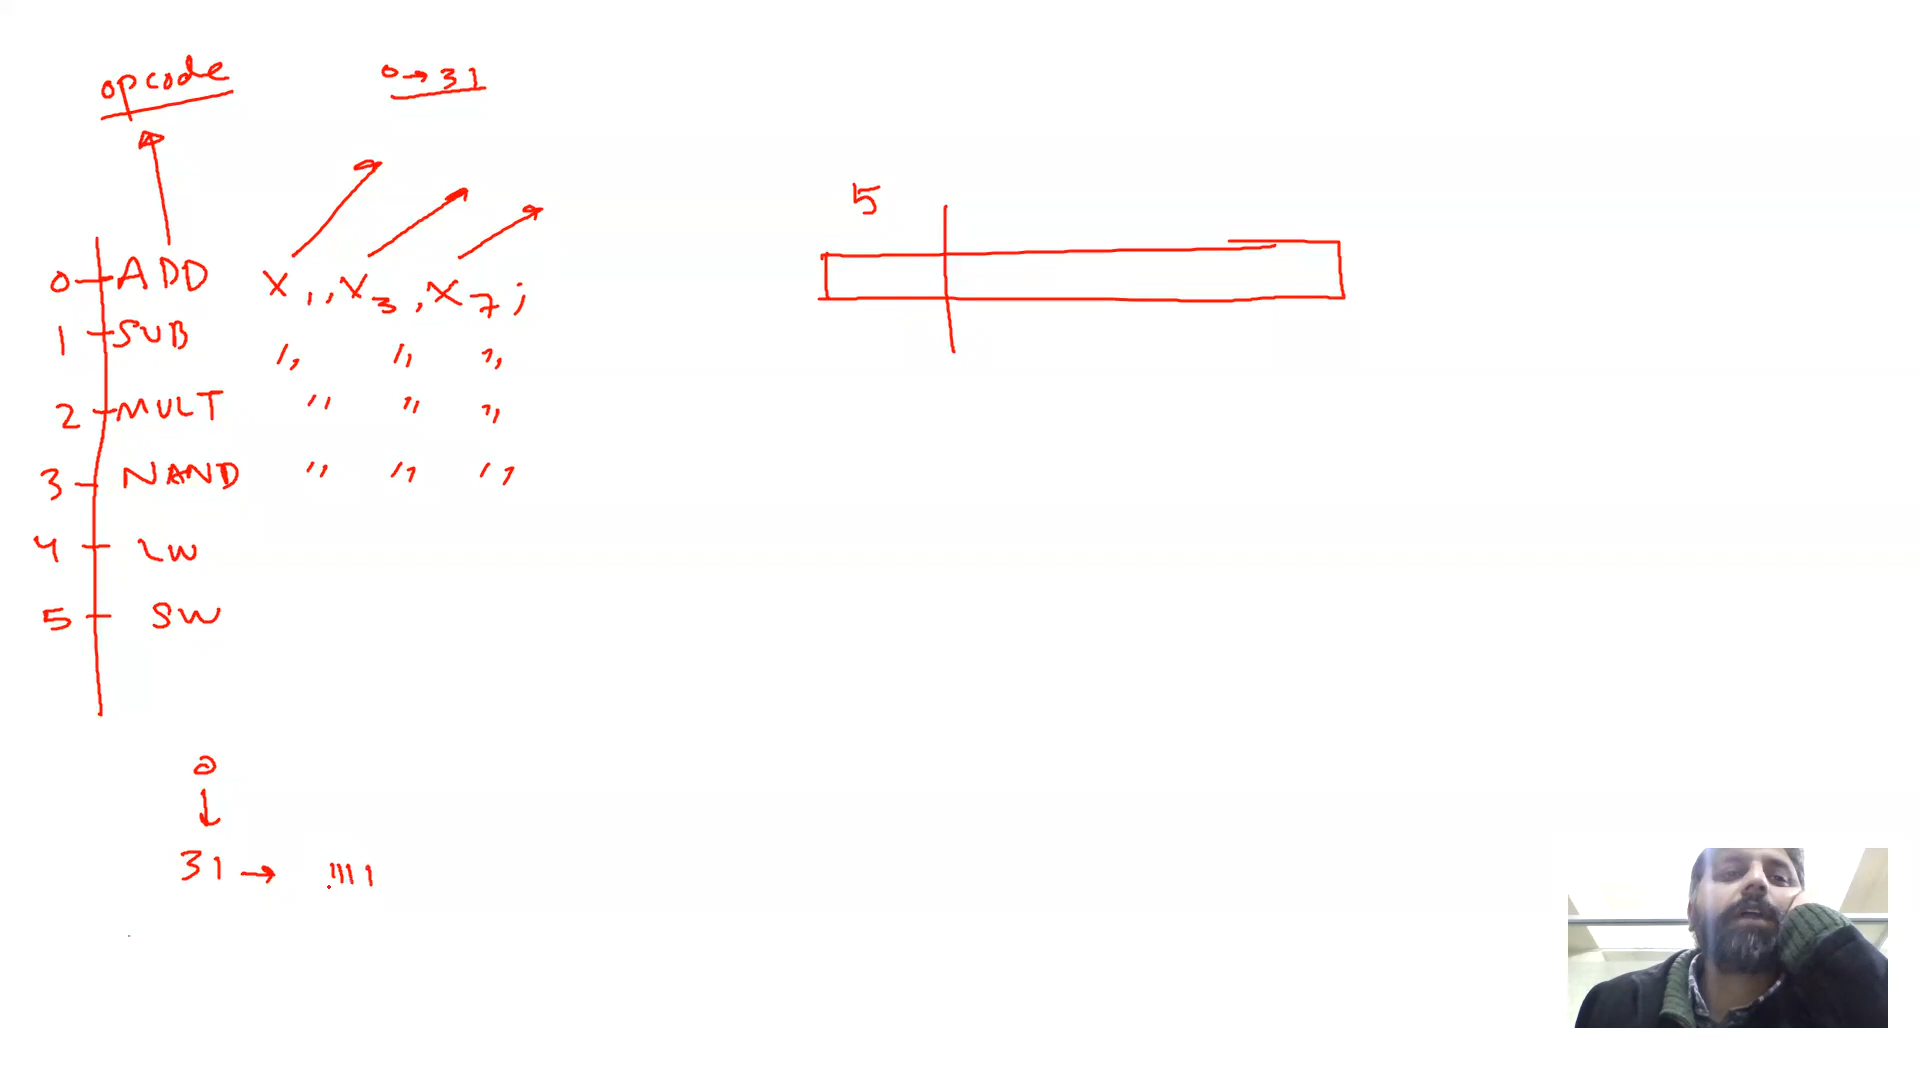 opcode 0→31
5
0 ADD X1, X3, X7;
1 SUB " " "
2 MULT " " "
3 NAND " " "
4 LW
5 SW
0
↓
31 → 11111